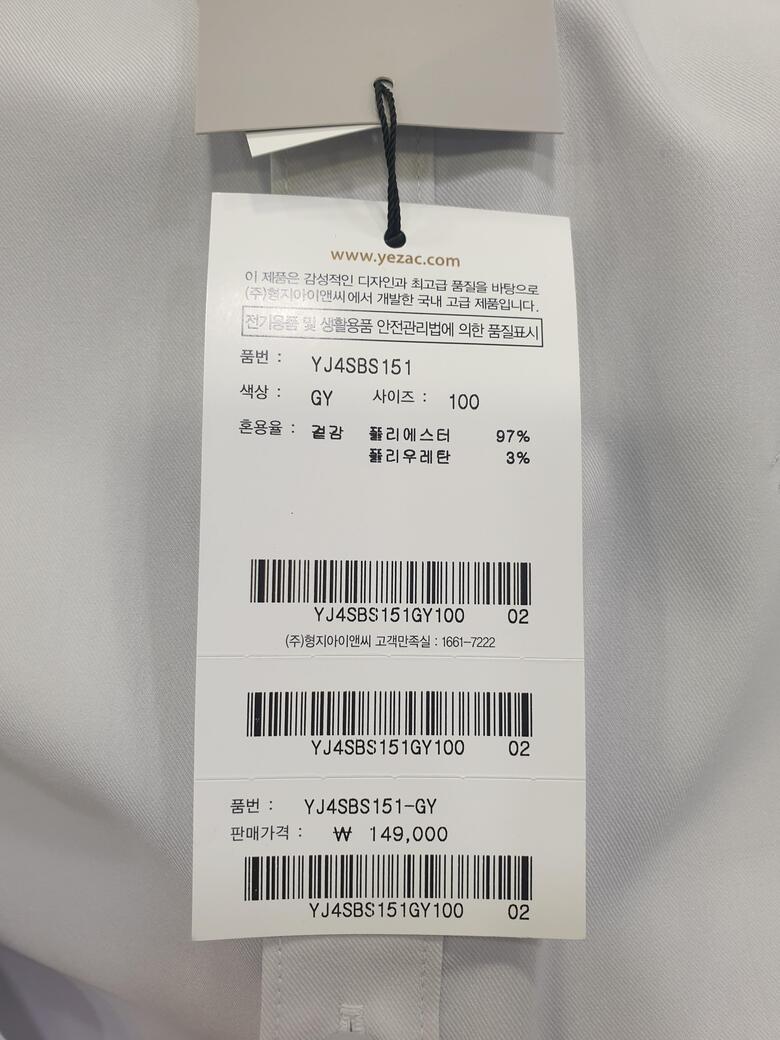 www.yezac.com
이 제품은 감성적인 디자인과 최고급 품질을 바탕으로
(주)형지아이앤씨에서 개발한 국내 고급 제품입니다.
전기용품 및 생활용품 안전관리법에 의한 품질표시
품번 : YJ4SBS151
색상 : GY 사이즈 : 100
혼용율 : 겉감 폴리에스터 97%
폴리우레탄 3%
YJ4SBS151GY100 02
(주)형지아이앤씨 고객만족실 : 1661-7222
YJ4SBS151GY100 02
품번 : YJ4SBS151-GY
판매가격 : ₩ 149,000
YJ4SBS151GY100 02